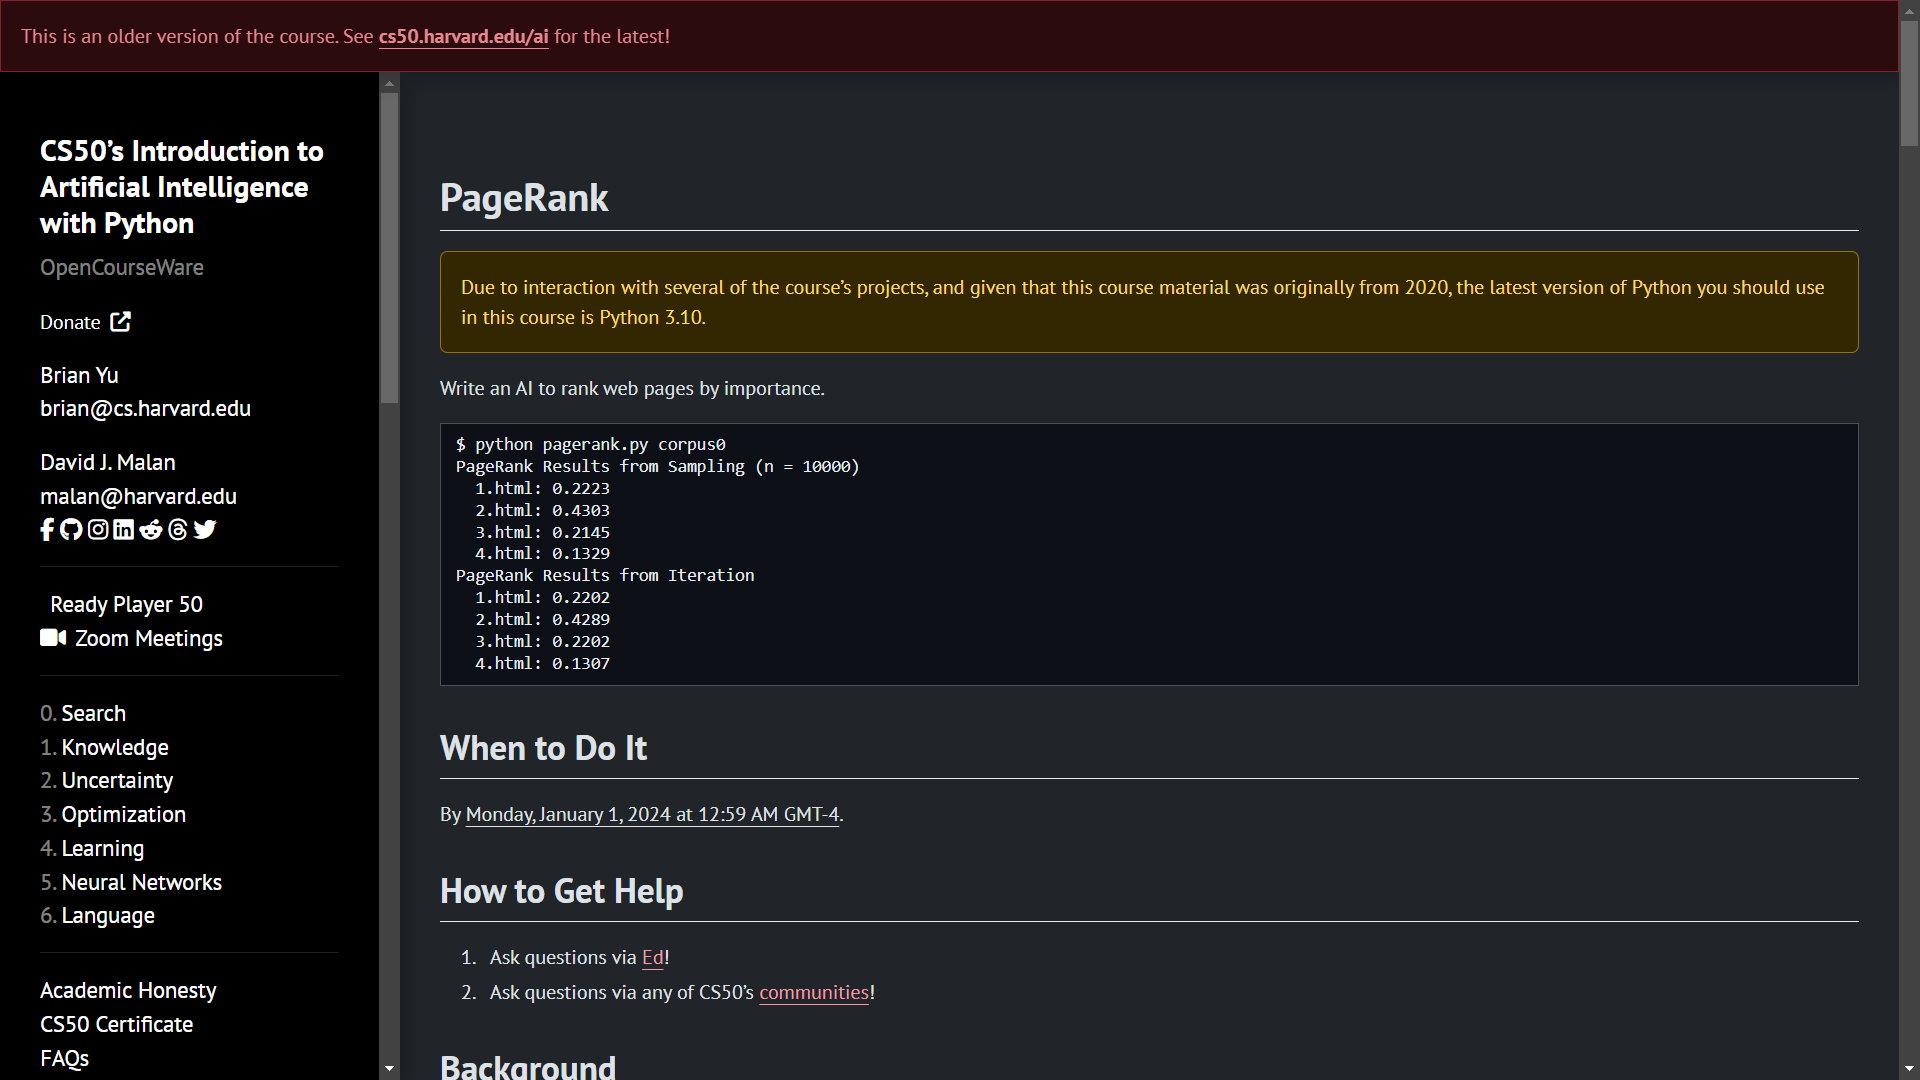 This is an older version of the course. See cs50.harvard.edu/ai for the latest!
CS50’s Introduction to
Artificial Intelligence
with Python
OpenCourseWare
Donate
Brian Yu
brian@cs.harvard.edu
David J. Malan
malan@harvard.edu
Ready Player 50
Zoom Meetings
0. Search
1. Knowledge
2. Uncertainty
3. Optimization
4. Learning
5. Neural Networks
6. Language
Academic Honesty
CS50 Certificate
FAQs
PageRank
Due to interaction with several of the course’s projects, and given that this course material was originally from 2020, the latest version of Python you should use
in this course is Python 3.10.
Write an AI to rank web pages by importance.
$ python pagerank.py corpus0
PageRank Results from Sampling (n = 10000)
  1.html: 0.2223
  2.html: 0.4303
  3.html: 0.2145
  4.html: 0.1329
PageRank Results from Iteration
  1.html: 0.2202
  2.html: 0.4289
  3.html: 0.2202
  4.html: 0.1307
When to Do It
By Monday, January 1, 2024 at 12:59 AM GMT-4.
How to Get Help
1. Ask questions via Ed!
2. Ask questions via any of CS50’s communities!
Background